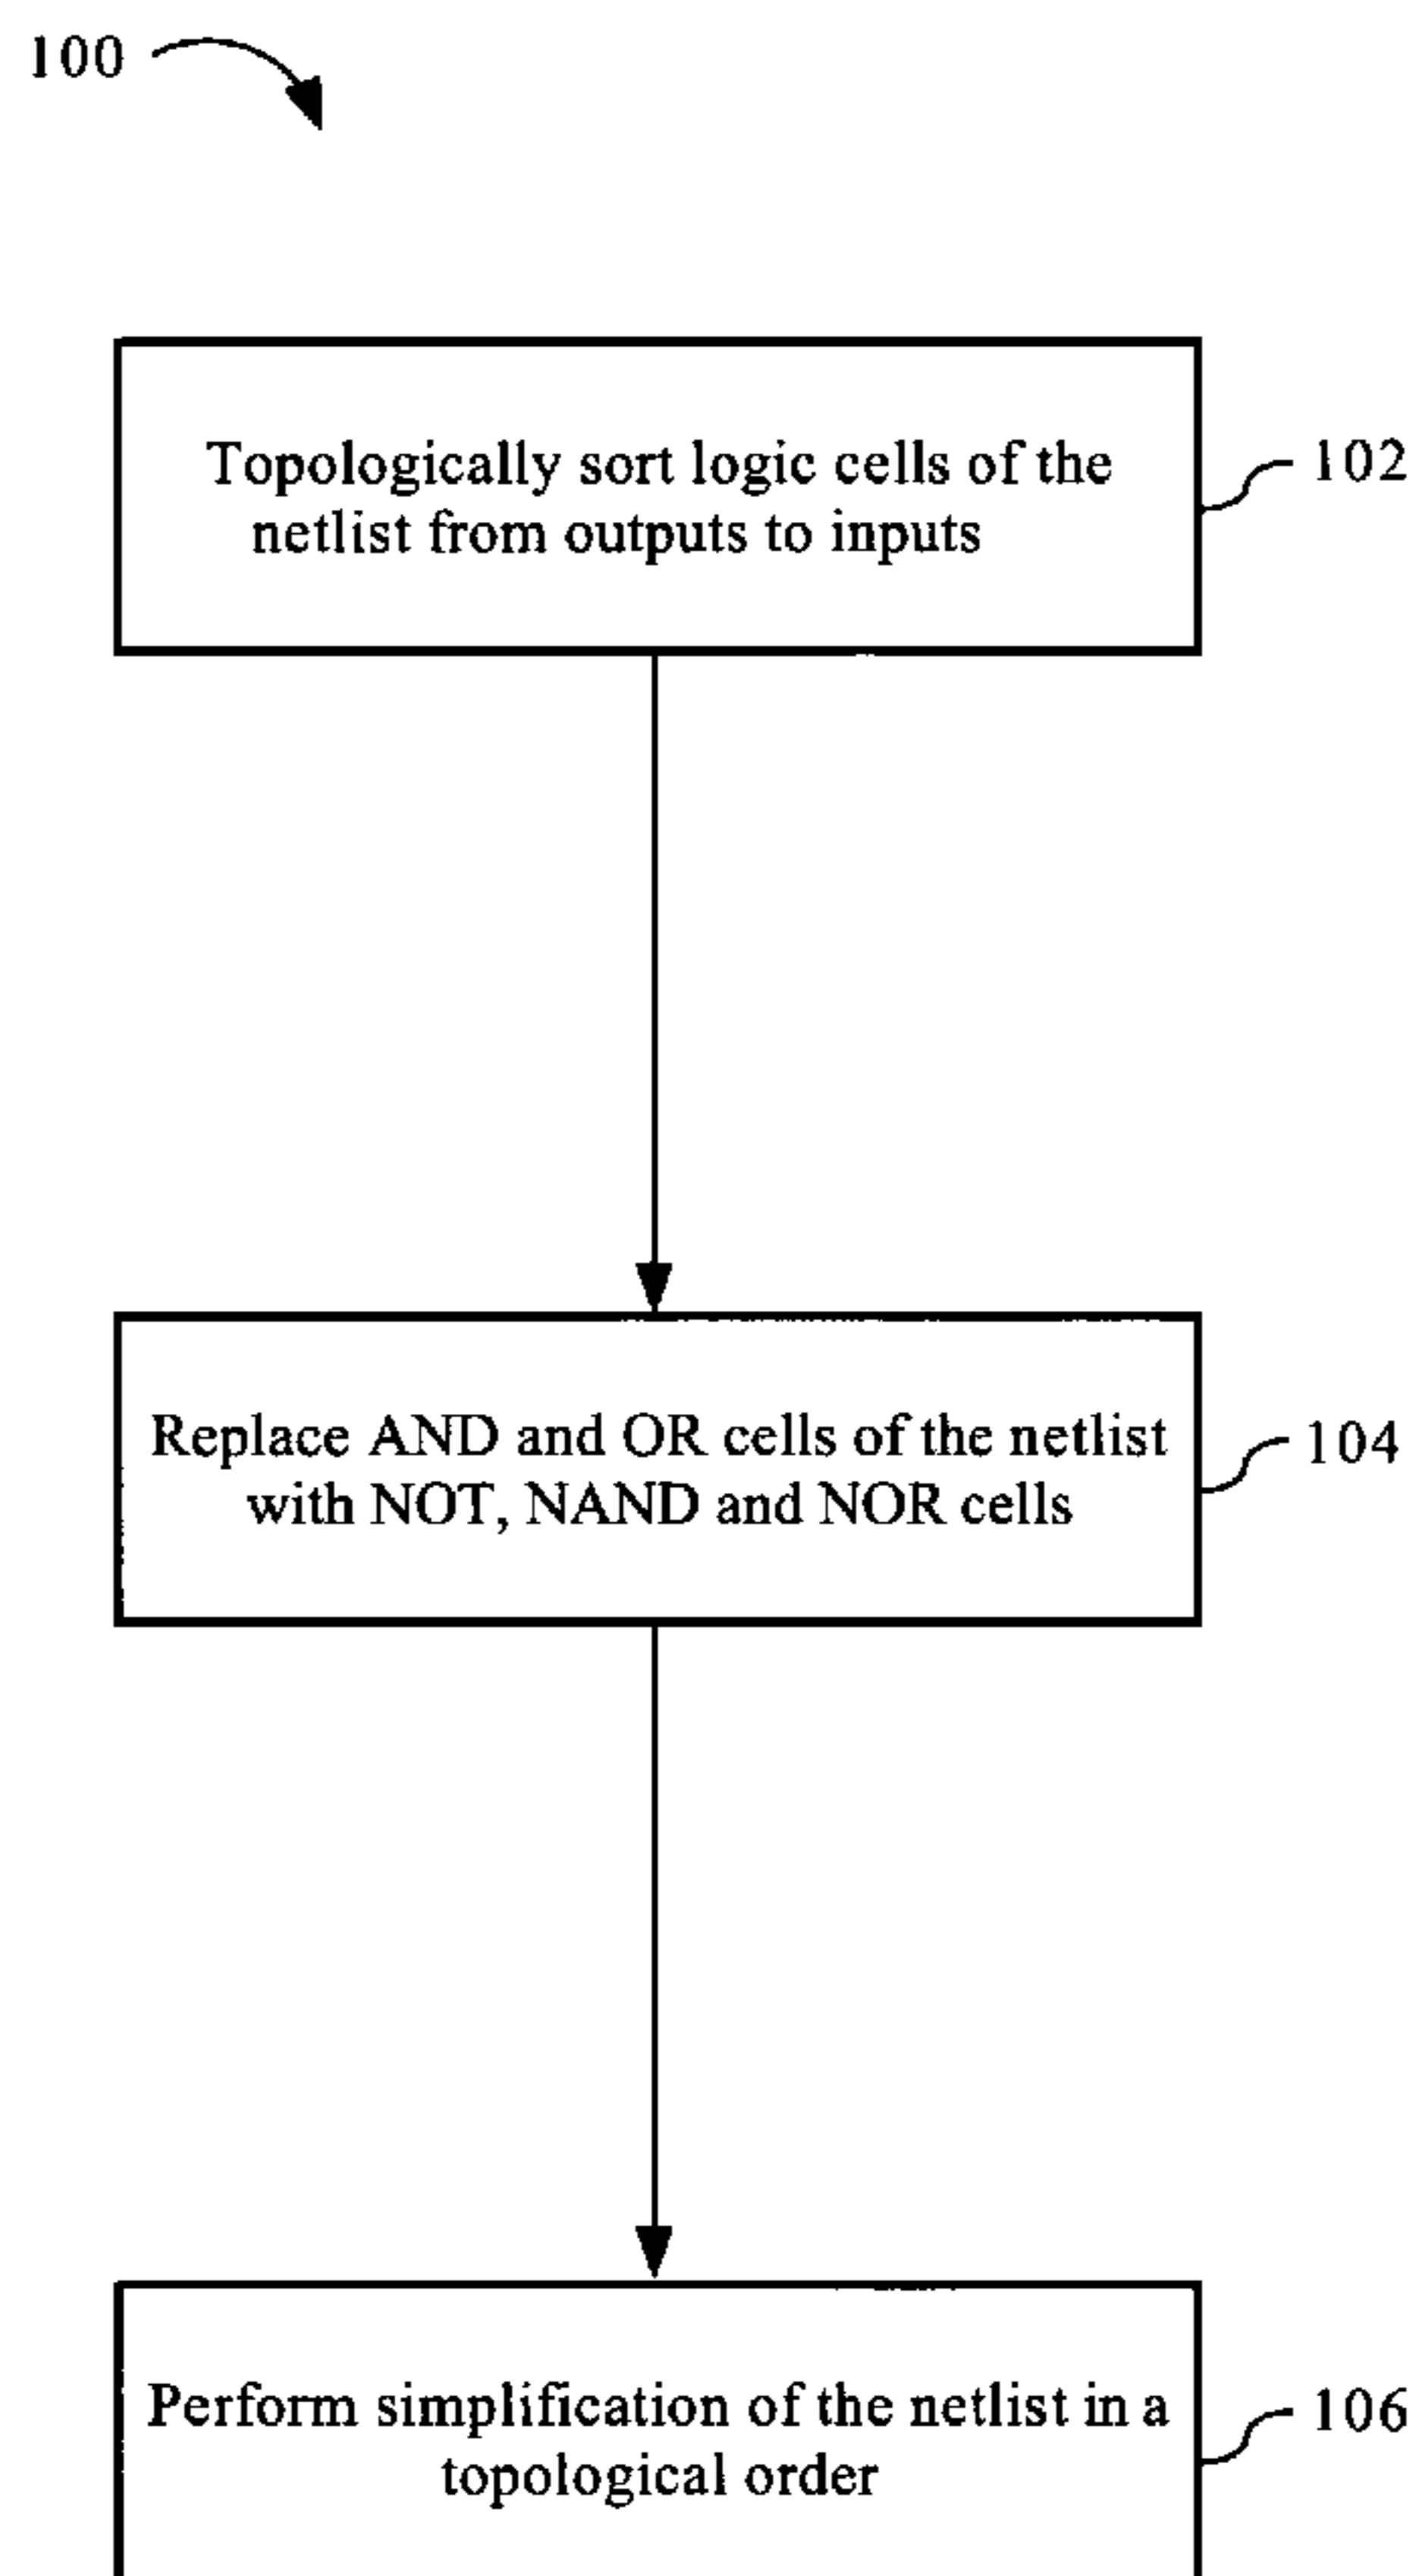 100
Topologically sort logic cells of the
netlist from outputs to inputs
102
Replace AND and OR cells of the netlist
with NOT, NAND and NOR cells
104
Perform simplification of the netlist in a
topological order
106